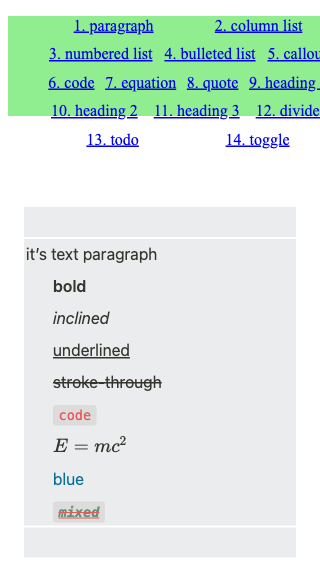 1. paragraph 2. column list
3. numbered list 4. bulleted list 5. callou
6. code 7. equation 8. quote 9. heading
10. heading 2 11. heading 3 12. divide
13. todo 14. toggle
it's text paragraph
bold
inclined
underlined
stroke-through
code
E = mc²
blue
mixed